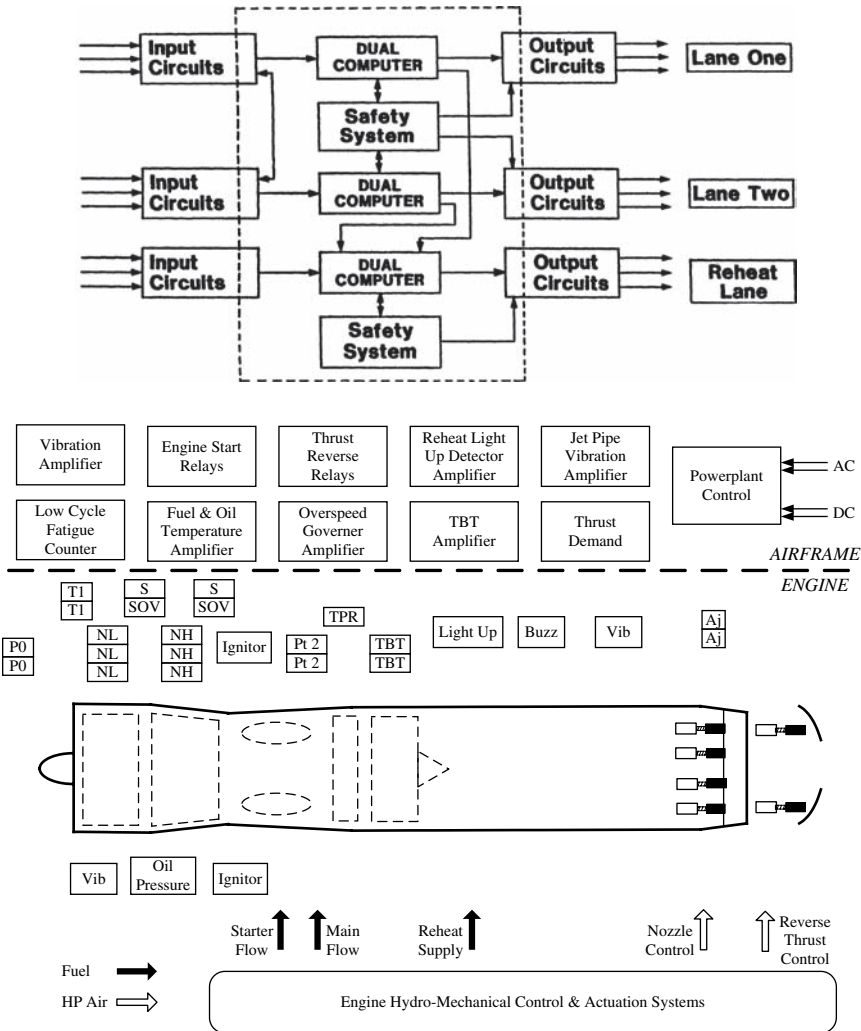 Input
Circuits
DUAL
COMPUTER
Output
Circuits
Lane One
Safety
System
Input
Circuits
DUAL
COMPUTER
Output
Circuits
Lane Two
Input
Circuits
DUAL
COMPUTER
Output
Circuits
Reheat
Lane
Safety
System
Vibration
Amplifier
Engine Start
Relays
Thrust
Reverse
Relays
Reheat Light
Up Detector
Amplifier
Jet Pipe
Vibration
Amplifier
Powerplant
Control
AC
DC
Low Cycle
Fatigue
Counter
Fuel & Oil
Temperature
Amplifier
Overspeed
Governer
Amplifier
TBT
Amplifier
Thrust
Demand
AIRFRAME
ENGINE
T1
T1
S
SOV
S
SOV
P0
P0
NL
NL
NL
NH
NH
NH
Ignitor
Pt 2
Pt 2
TPR
TBT
TBT
Light Up
Buzz
Vib
Aj
Aj
Vib
Oil
Pressure
Ignitor
Starter
Flow
Main
Flow
Reheat
Supply
Nozzle
Control
Reverse
Thrust
Control
Fuel
HP Air
Engine Hydro-Mechanical Control & Actuation Systems